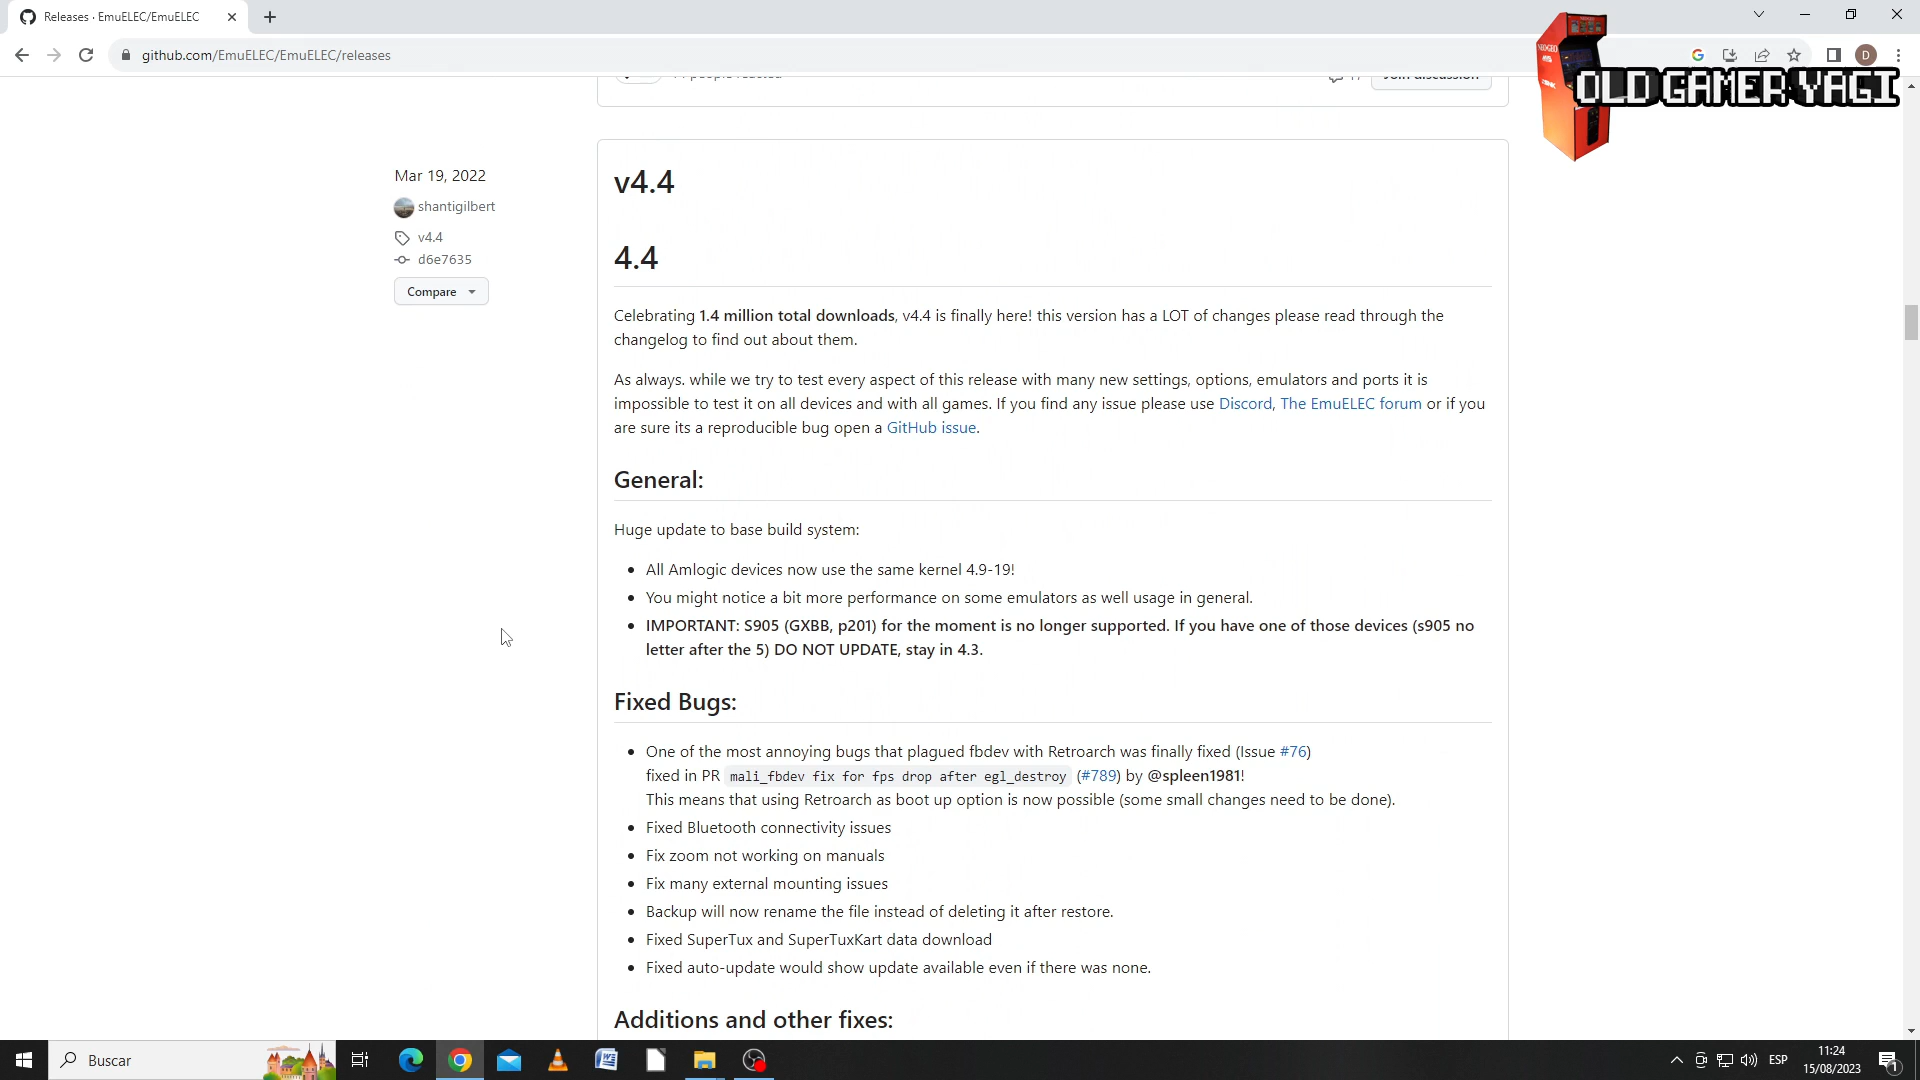 Releases · EmuELEC/EmuELEC
github.com/EmuELEC/EmuELEC/releases
OLD GAMER YAGI
Mar 19, 2022
shantigilbert
v4.4
d6e7635
Compare
v4.4
4.4
Celebrating 1.4 million total downloads, v4.4 is finally here! this version has a LOT of changes please read through the
changelog to find out about them.
As always. while we try to test every aspect of this release with many new settings, options, emulators and ports it is
impossible to test it on all devices and with all games. If you find any issue please use Discord, The EmuELEC forum or if you
are sure its a reproducible bug open a GitHub issue.
General:
Huge update to base build system:
All Amlogic devices now use the same kernel 4.9-19!
You might notice a bit more performance on some emulators as well usage in general.
IMPORTANT: S905 (GXBB, p201) for the moment is no longer supported. If you have one of those devices (s905 no
letter after the 5) DO NOT UPDATE, stay in 4.3.
Fixed Bugs:
One of the most annoying bugs that plagued fbdev with Retroarch was finally fixed (Issue #76)
fixed in PR mali_fbdev fix for fps drop after egl_destroy (#789) by @spleen1981!
This means that using Retroarch as boot up option is now possible (some small changes need to be done).
Fixed Bluetooth connectivity issues
Fix zoom not working on manuals
Fix many external mounting issues
Backup will now rename the file instead of deleting it after restore.
Fixed SuperTux and SuperTuxKart data download
Fixed auto-update would show update available even if there was none.
Additions and other fixes:
Buscar
ESP
11:24
15/08/2023